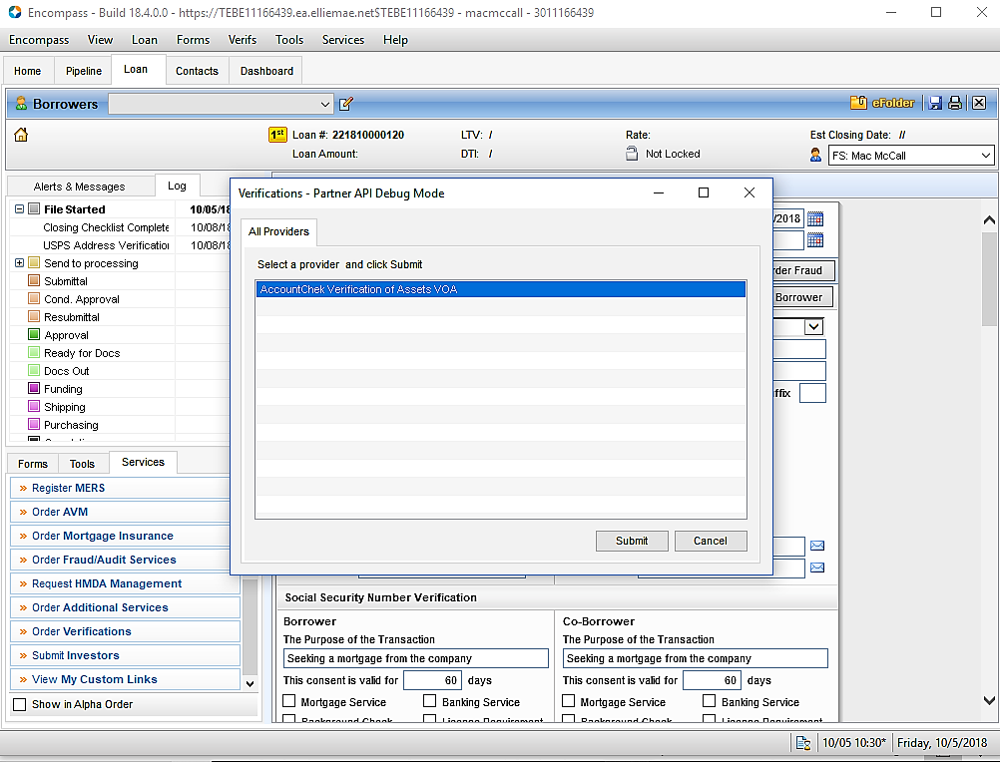 Encompass - Build 18.4.0.0 - https://TEBE11166439.ea.elliemae.net$TEBE11166439 - macmccall - 3011166439
Encompass View Loan Forms Verifs Tools Services Help
Home Pipeline Loan Contacts Dashboard
Borrowers eFolder
1st Loan #: 221810000120 LTV: / Rate: Est Closing Date: //
Loan Amount: DTI: / Not Locked FS: Mac McCall
Alerts & Messages Log
File Started 10/05/18
Closing Checklist Complete 10/08/18
USPS Address Verification 10/08/18
Send to processing
Submittal
Cond. Approval
Resubmittal
Approval
Ready for Docs
Docs Out
Funding
Shipping
Purchasing
Verifications - Partner API Debug Mode
All Providers
Select a provider and click Submit
AccountChek Verification of Assets VOA
Submit Cancel
/2018
rder Fraud
Borrower
ffix
Forms Tools Services
» Register MERS
» Order AVM
» Order Mortgage Insurance
» Order Fraud/Audit Services
» Request HMDA Management
» Order Additional Services
» Order Verifications
» Submit Investors
» View My Custom Links
Show in Alpha Order
Social Security Number Verification
Borrower Co-Borrower
The Purpose of the Transaction The Purpose of the Transaction
Seeking a mortgage from the company Seeking a mortgage from the company
This consent is valid for 60 days This consent is valid for 60 days
Mortgage Service Banking Service Mortgage Service Banking Service
Background Check License Requirement Background Check License Requirement
10/05 10:30* Friday, 10/5/2018